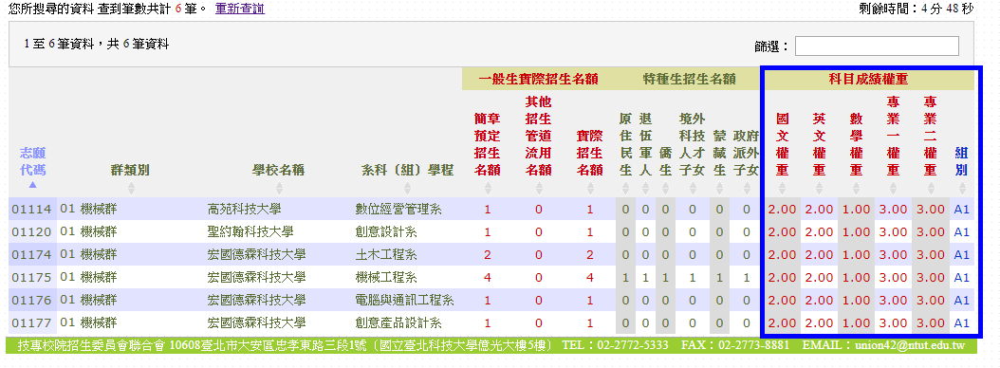 您所搜尋的資料 查到筆數共計 6 筆。 重新查詢 剩餘時間：4 分 48 秒
1 至 6 筆資料，共 6 筆資料 篩選：
一般生實際招生名額 特種生招生名額 科目成績權重
志願代碼 群類別 學校名稱 系科（組）學程 簡章預定招生名額 其他招生管道流用名額 實際招生名額 原住民生 退伍軍人 僑生 境外科技人才子女 蒙藏生 政府派外子女 國文權重 英文權重 數學權重 專業一權重 專業二權重 組別
01114 01 機械群 高苑科技大學 數位經營管理系 1 0 1 0 0 0 0 0 0 2.00 2.00 1.00 3.00 3.00 A1
01120 01 機械群 聖約翰科技大學 創意設計系 1 0 1 0 0 0 0 0 0 2.00 2.00 1.00 3.00 3.00 A1
01174 01 機械群 宏國德霖科技大學 土木工程系 2 0 2 0 0 0 0 0 0 2.00 2.00 1.00 3.00 3.00 A1
01175 01 機械群 宏國德霖科技大學 機械工程系 4 0 4 1 1 1 1 1 1 2.00 2.00 1.00 3.00 3.00 A1
01176 01 機械群 宏國德霖科技大學 電腦與通訊工程系 1 0 1 0 0 0 0 0 0 2.00 2.00 1.00 3.00 3.00 A1
01177 01 機械群 宏國德霖科技大學 創意產品設計系 1 0 1 0 0 0 0 0 0 2.00 2.00 1.00 3.00 3.00 A1
技專校院招生委員會聯合會 10608臺北市大安區忠孝東路三段1號（國立臺北科技大學億光大樓5樓） TEL：02-2772-5333 FAX：02-2773-8881 EMAIL：union42@ntut.edu.tw